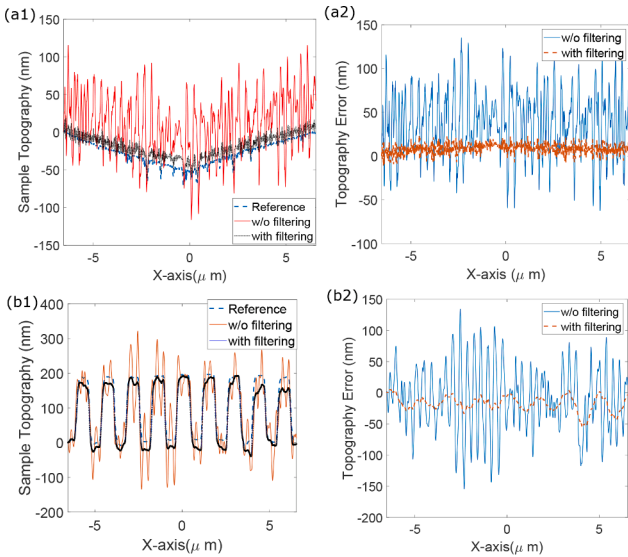 (a1)
Sample Topography (nm)
150
100
50
0
-50
-100
-150
Reference
w/o filtering
with filtering
-5
0
5
X-axis(μ m)
(a2)
Topography Error (nm)
150
100
50
0
-50
-100
w/o filtering
with filtering
-5
0
5
X-axis (μ m)
(b1)
Sample Topography (nm)
400
300
200
100
0
-100
-200
Reference
w/o filtering
with filtering
-5
0
5
X-axis(μ m)
(b2)
Topography Error (nm)
150
100
50
0
-50
-100
-150
-200
w/o filtering
with filtering
-5
0
5
X-axis(μ m)